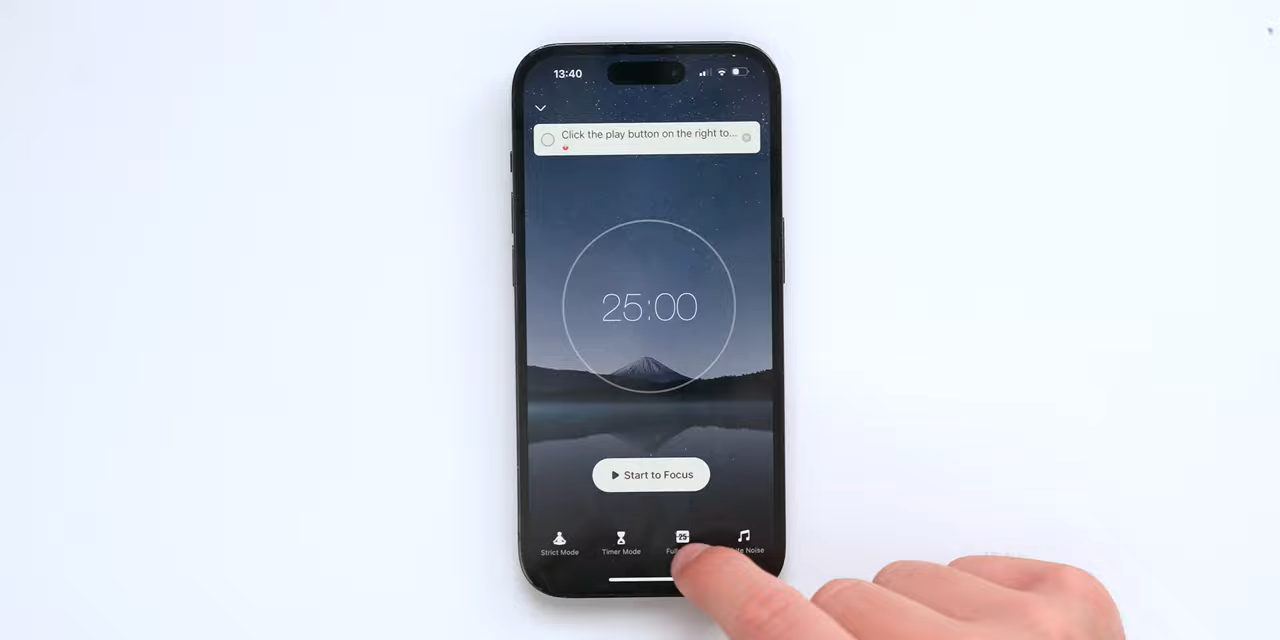 13:40
Click the play button on the right to...
25:00
Start to Focus
Strict Mode
Timer Mode
25
Noise